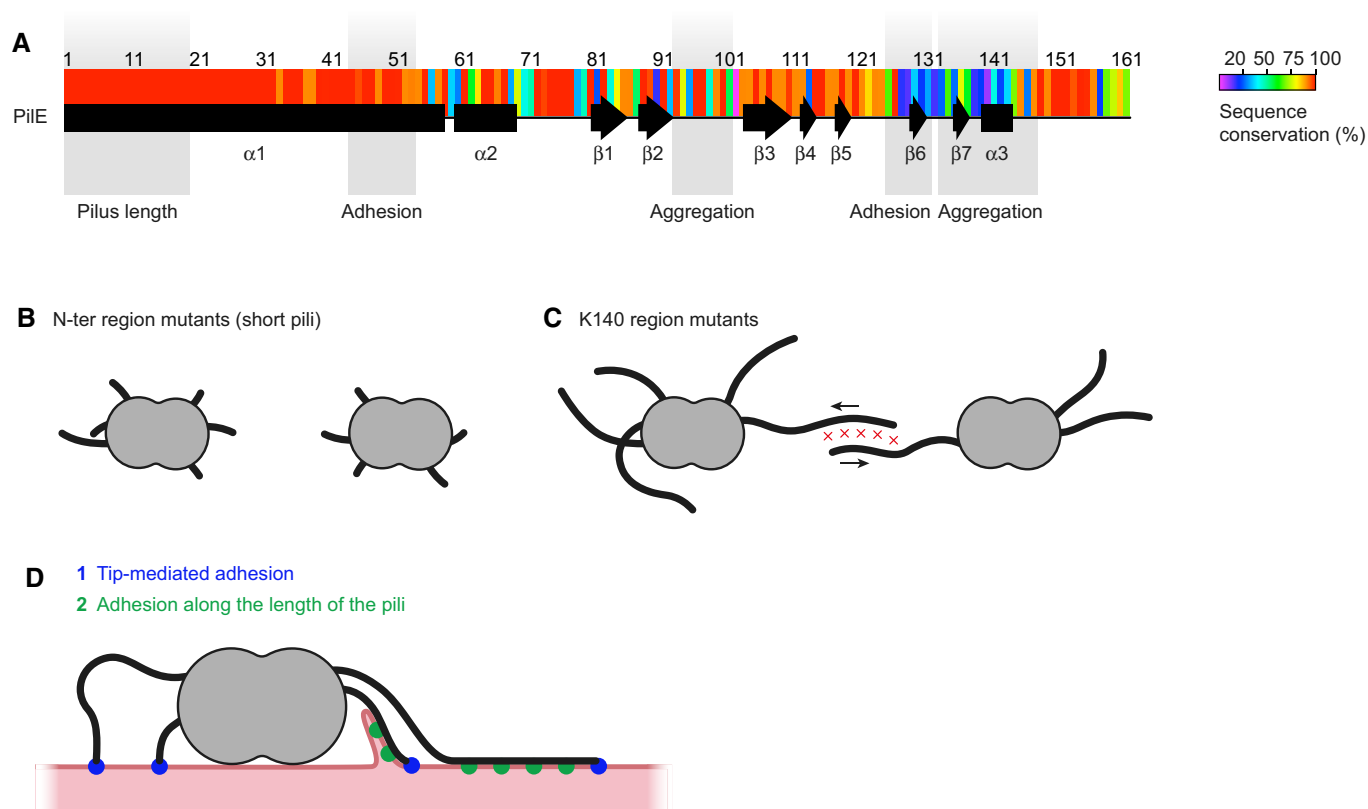 A
1 11 21 31 41 51 61 71 81 91 101 111 121 131 141 151 161
20 50 75 100
Sequence
conservation (%)
PilE
α1 α2 β1 β2 β3 β4 β5 β6 β7 α3
Pilus length Adhesion Aggregation Adhesion Aggregation
B N-ter region mutants (short pili)
C K140 region mutants
D 1 Tip-mediated adhesion
2 Adhesion along the length of the pili